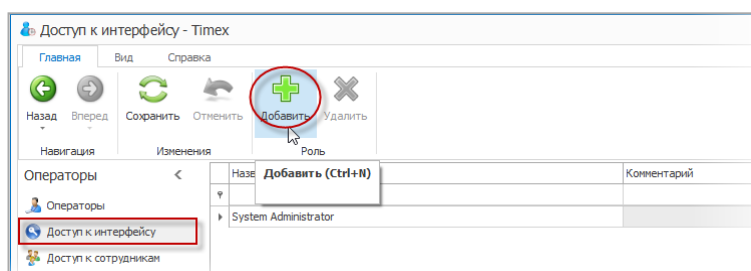 Доступ к интерфейсу - Timex
Главная Вид Справка
Назад Вперед Сохранить Отменить Добавить Удалить
Навигация Изменения Роль
Операторы
Назв
Комментарий
Добавить (Ctrl+N)
Операторы
System Administrator
Доступ к интерфейсу
Доступ к сотрудникам